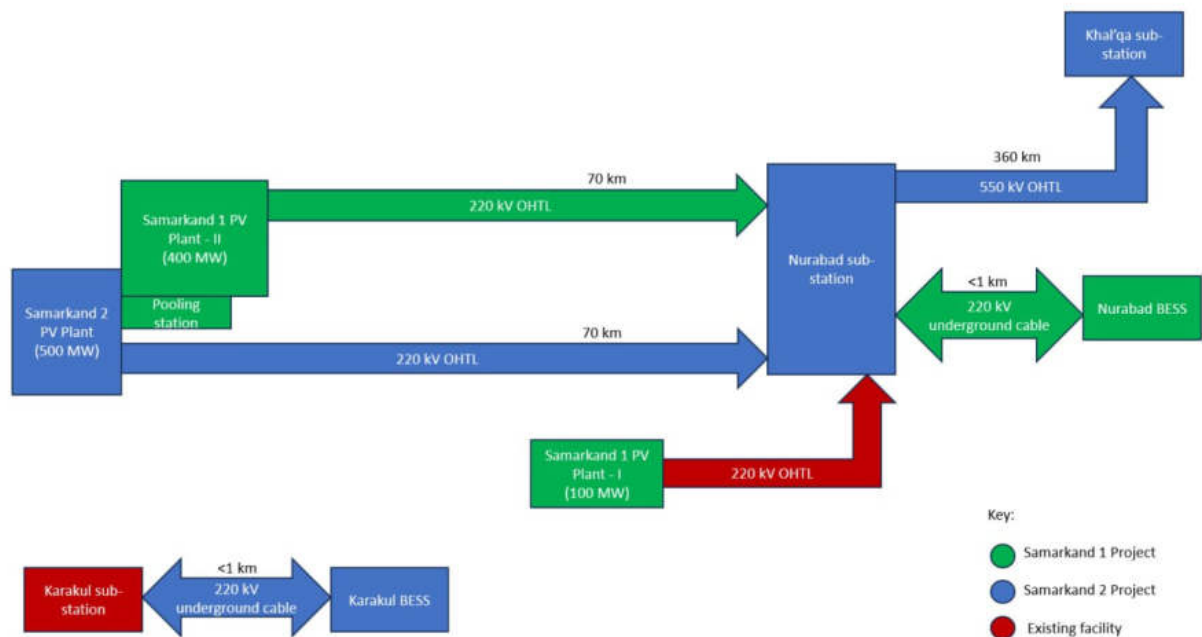 Khal'qa sub-
station
360 km
550 kV OHTL
70 km
220 kV OHTL
Samarkand 1 PV
Plant - II
(400 MW)
Pooling
station
Samarkand 2
PV Plant
(500 MW)
70 km
220 kV OHTL
Nurabad sub-
station
<1 km
220 kV
underground cable
Nurabad BESS
Samarkand 1 PV
Plant - I
(100 MW)
220 kV OHTL
Karakul sub-
station
<1 km
220 kV
underground cable
Karakul BESS
Key:
Samarkand 1 Project
Samarkand 2 Project
Existing facility